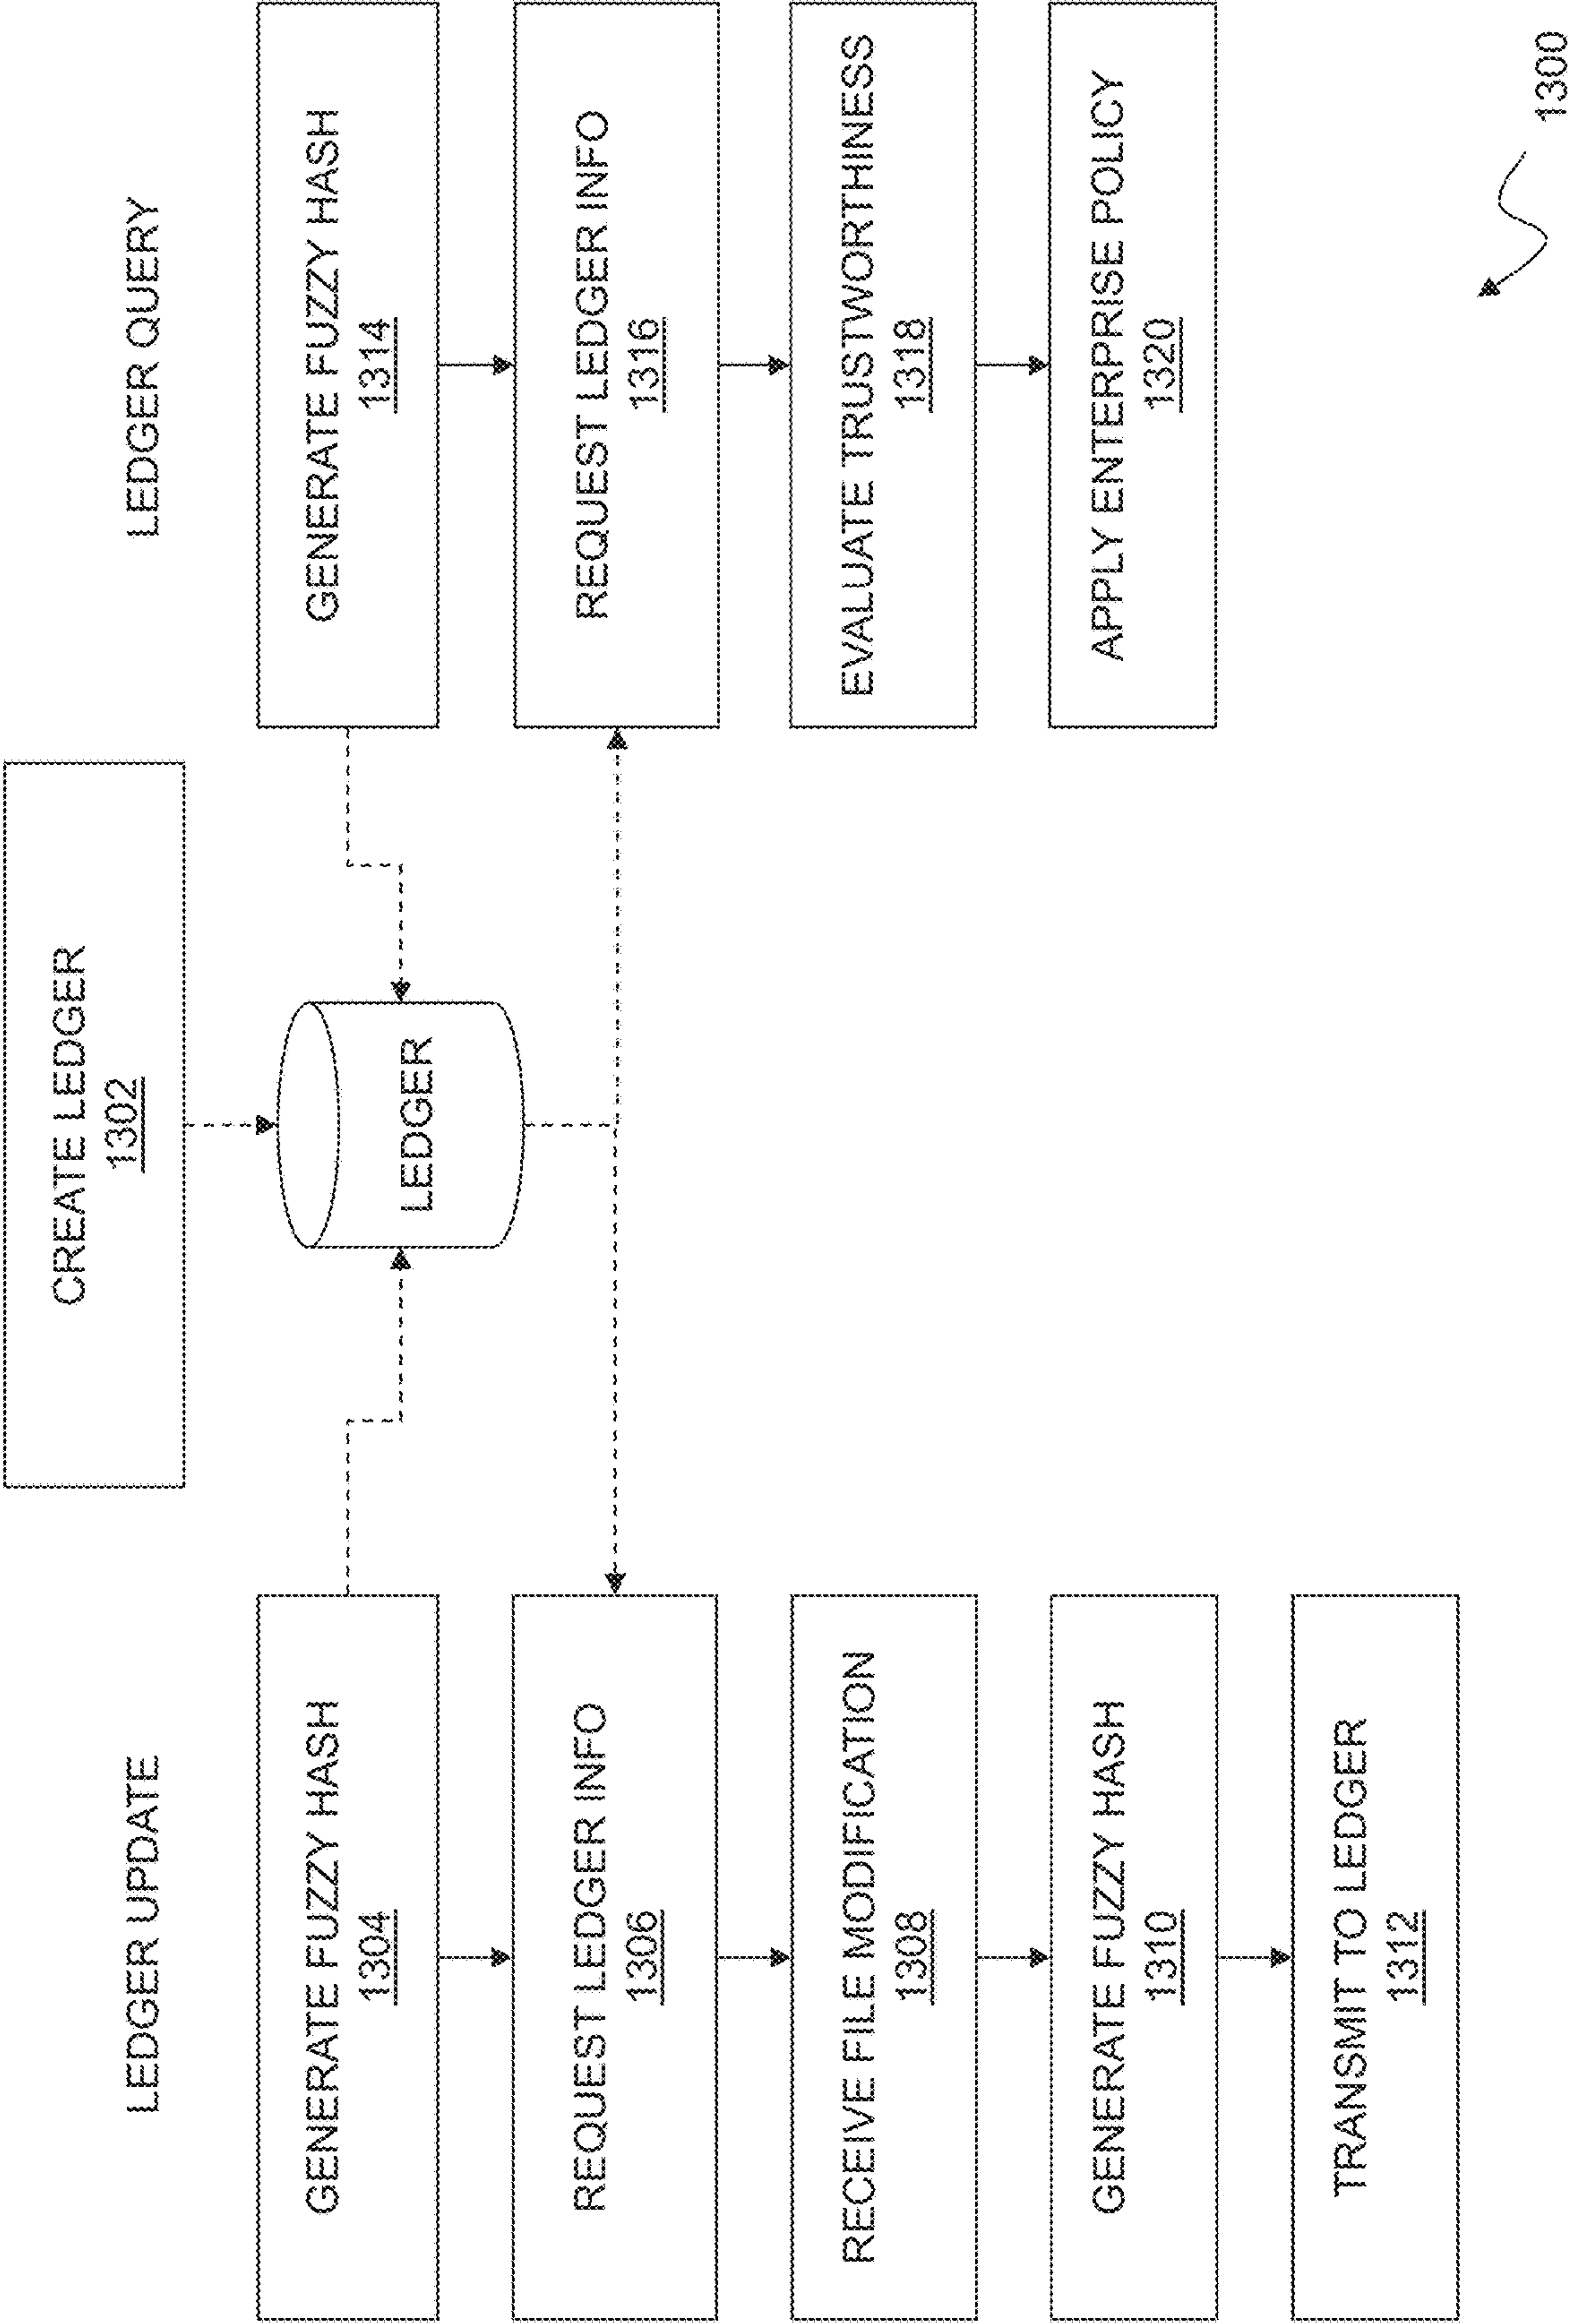 CREATE LEDGER
1302
LEDGER UPDATE
GENERATE FUZZY HASH
1304
REQUEST LEDGER INFO
1306
RECEIVE FILE MODIFICATION
1308
GENERATE FUZZY HASH
1310
TRANSMIT TO LEDGER
1312
LEDGER
LEDGER QUERY
GENERATE FUZZY HASH
1314
REQUEST LEDGER INFO
1316
EVALUATE TRUSTWORTHINESS
1318
APPLY ENTERPRISE POLICY
1320
1300